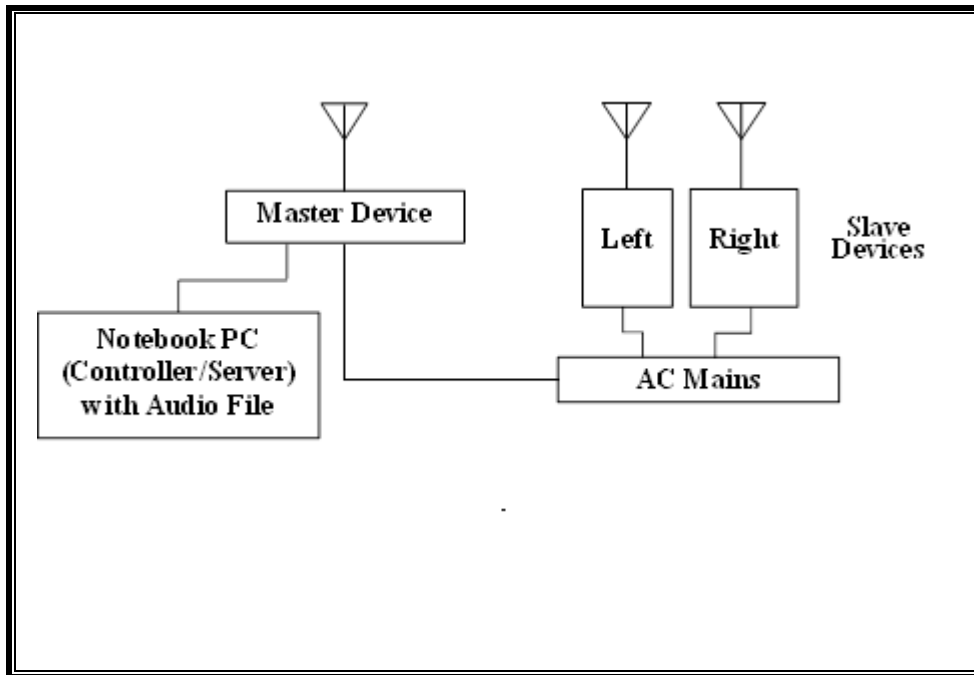 Master Device
Left
Right
Slave
Devices
Notebook PC
(Controller/Server)
with Audio File
AC Mains